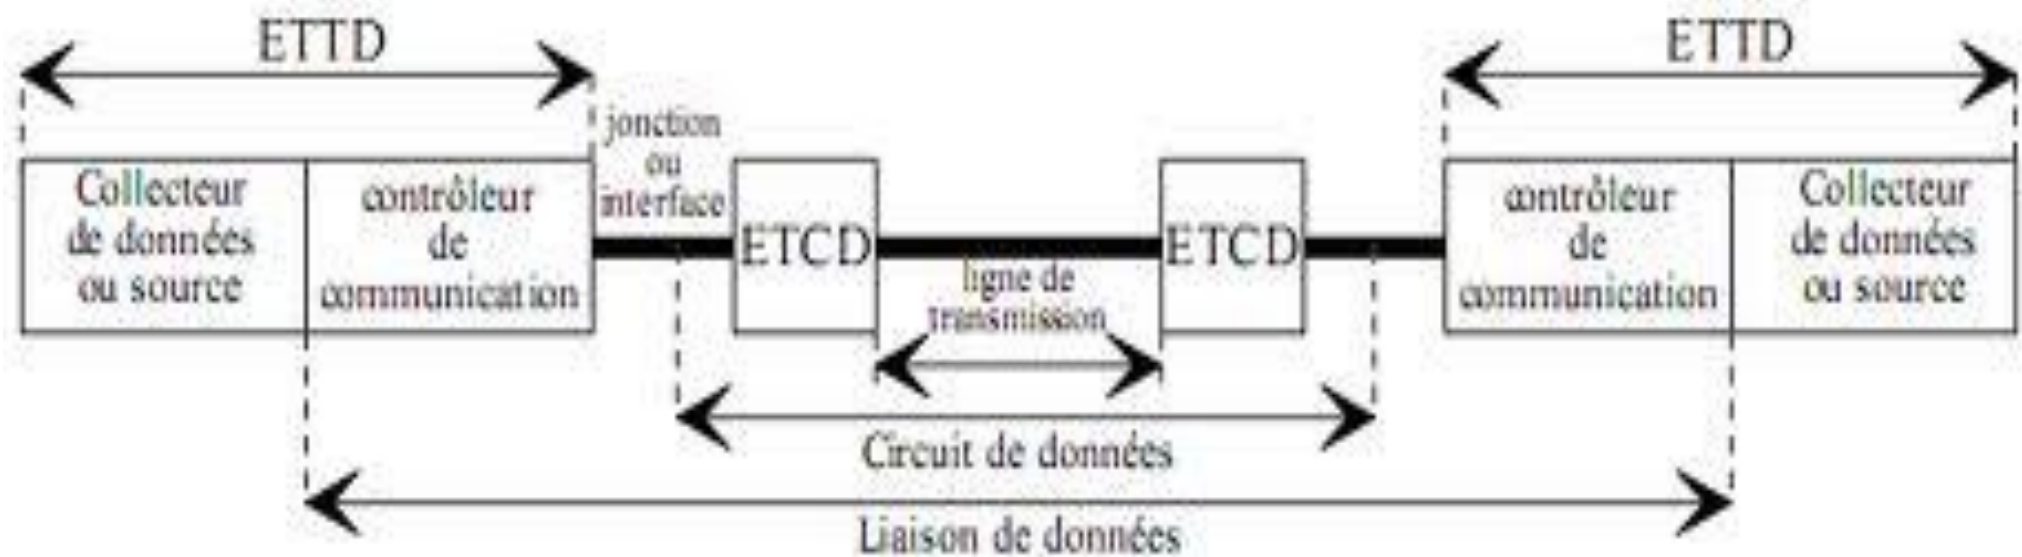 ETTD
ETTD
jonction
ou
interface
Collecteur
de données
ou source
contrôleur
de
communication
ETCD
ligne de
transmission
ETCD
contrôleur
de
communication
Collecteur
de données
ou source
Circuit de données
Liaison de données